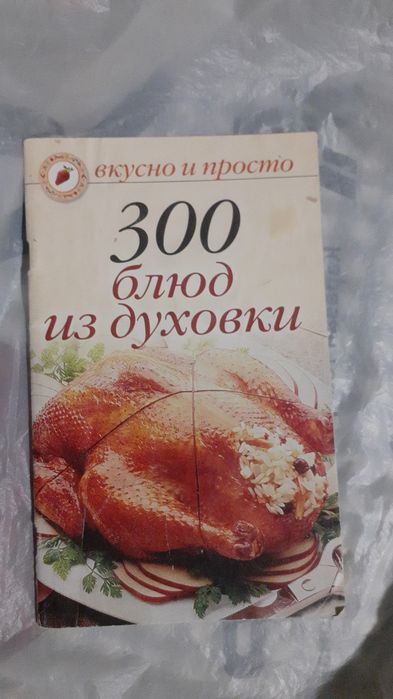 вкусно и просто
300
блюд
из духовки